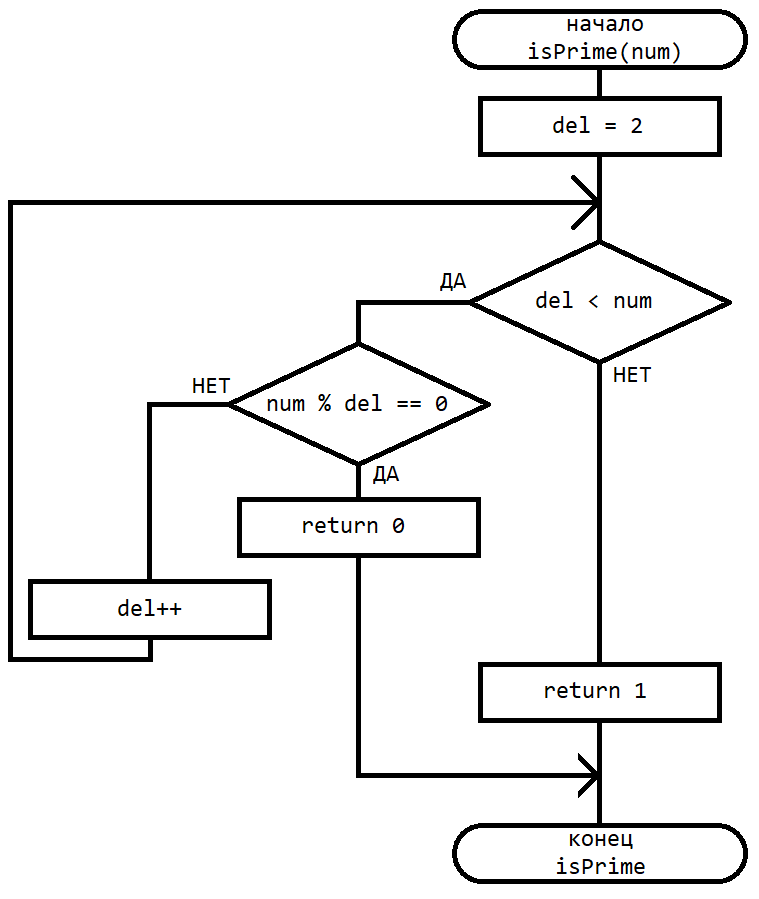 начало
isPrime(num)
del = 2
ДА
del < num
НЕТ
НЕТ
num % del == 0
ДА
return 0
del++
return 1
конец
isPrime